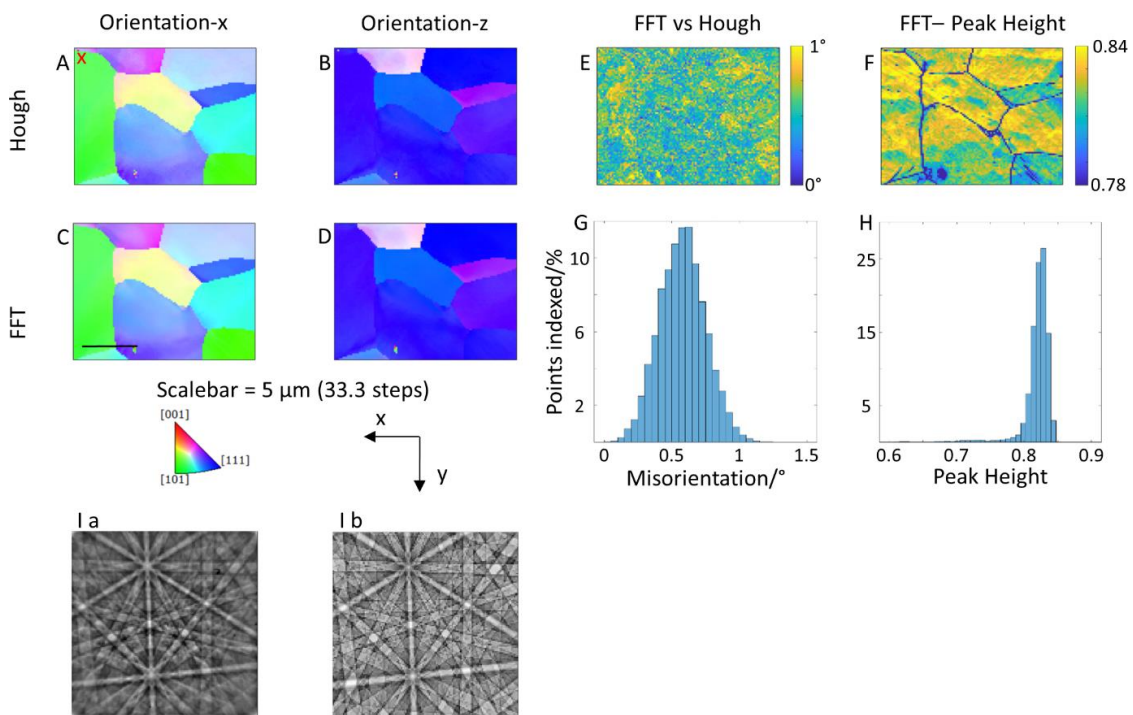 Orientation-x
Orientation-z
FFT vs Hough
FFT– Peak Height
Hough
A
X
B
E
1°
0°
F
0.84
0.78
FFT
C
D
G
10
6
2
Points indexed/%
0
0.5
1
1.5
Misorientation/°
H
25
15
5
0.6
0.7
0.8
0.9
Peak Height
Scalebar = 5 μm (33.3 steps)
[001]
[111]
[101]
x
y
I a
I b